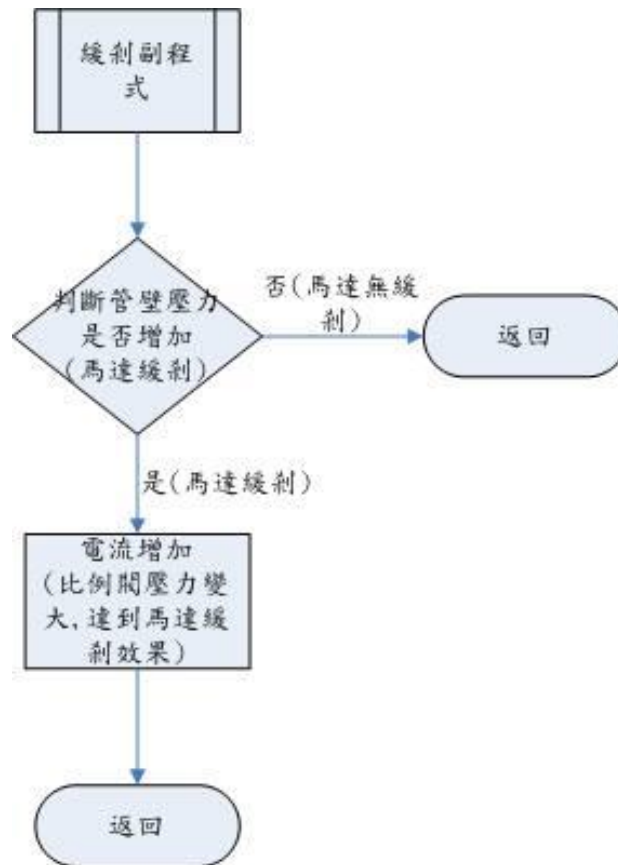 緩剎副程
式
判斷管壁壓力
是否增加
(馬達緩剎)
否(馬達無緩
剎)
返回
是(馬達緩剎)
電流增加
(比例閥壓力變
大,達到馬達緩
剎效果)
返回